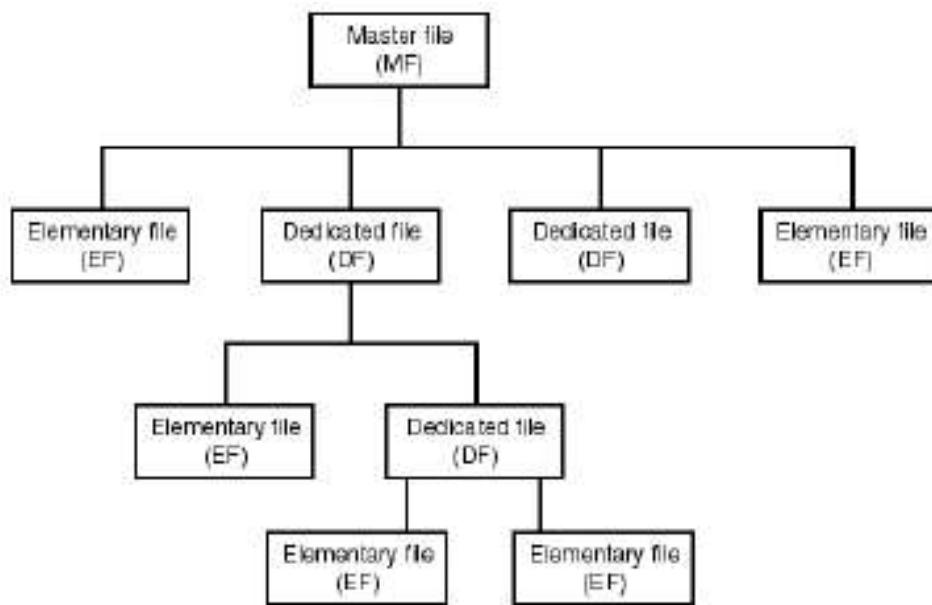 Master file
(MF)
Elementary file
(EF)
Dedicated file
(DF)
Dedicated file
(DF)
Elementary file
(EF)
Elementary file
(EF)
Dedicated file
(DF)
Elementary file
(EF)
Elementary file
(EF)